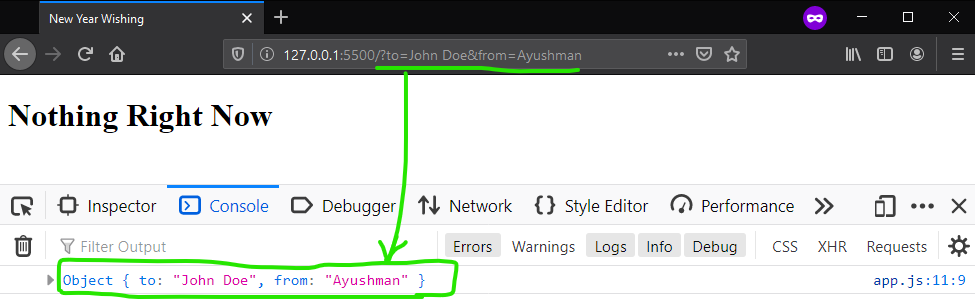 New Year Wishing
127.0.0.1:5500/?to=John Doe&from=Ayushman
Nothing Right Now
Inspector Console Debugger Network {} Style Editor Performance
Filter Output Errors Warnings Logs Info Debug CSS XHR Requests
Object { to: "John Doe", from: "Ayushman" } app.js:11:9